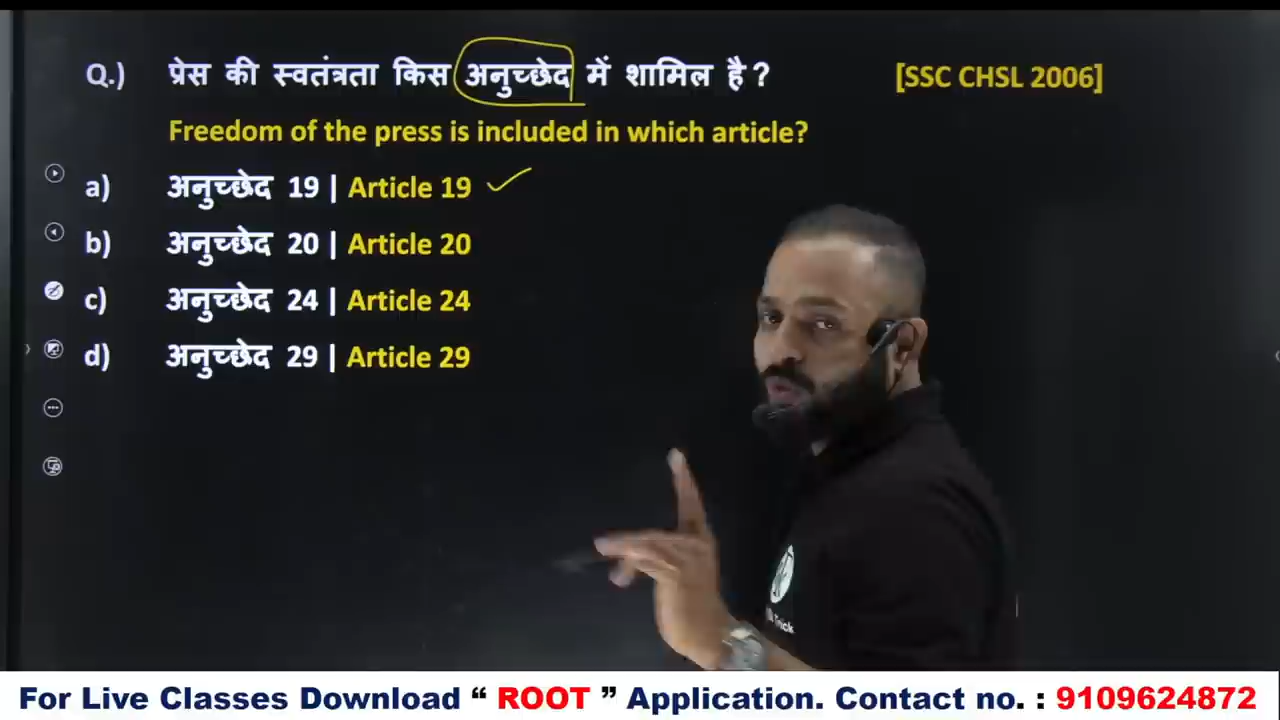 Q.) प्रेस की स्वतंत्रता किस अनुच्छेद में शामिल है ? [SSC CHSL 2006]
Freedom of the press is included in which article?
a) अनुच्छेद 19 | Article 19
b) अनुच्छेद 20 | Article 20
c) अनुच्छेद 24 | Article 24
d) अनुच्छेद 29 | Article 29
For Live Classes Download “ ROOT ” Application. Contact no. : 9109624872